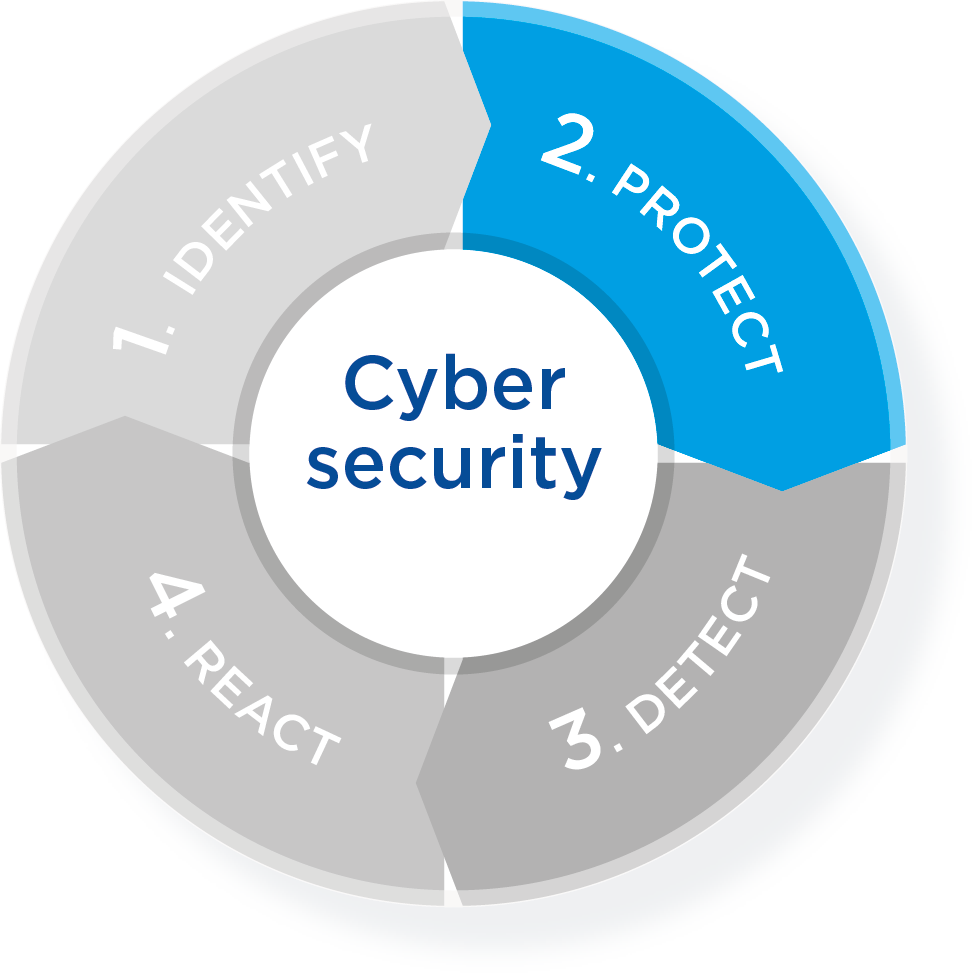 1. IDENTIFY
2. PROTECT
Cyber
security
3. DETECT
4. REACT